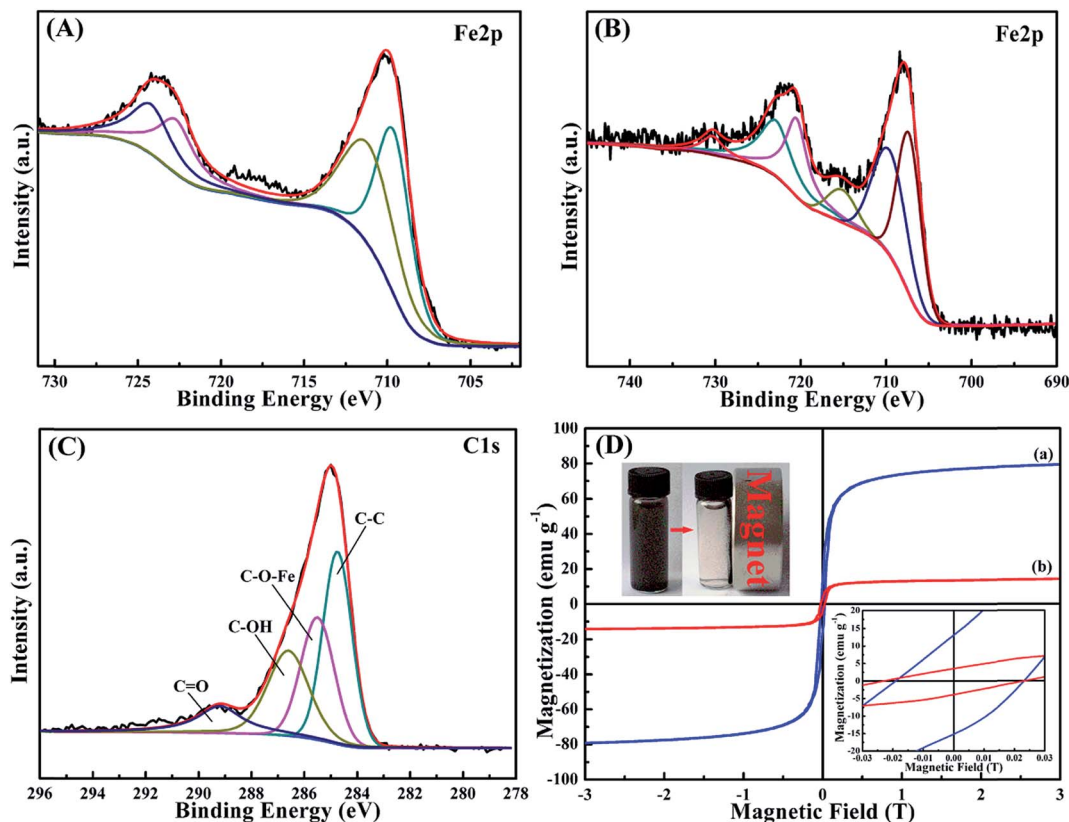 (A)
Fe2p
Intensity (a.u.)
730 725 720 715 710 705
Binding Energy (eV)
(B)
Fe2p
Intensity (a.u.)
740 730 720 710 700 690
Binding Energy (eV)
(C)
C1s
C-C
C-O-Fe
C-OH
C=O
Intensity (a.u.)
296 294 292 290 288 286 284 282 280 278
Binding Energy (eV)
(D)
(a)
(b)
Magnet
Magnetization (emu g-1)
100
80
60
40
20
0
-20
-40
-60
-80
-100
-3 -2 -1 0 1 2 3
Magnetic Field (T)
Magnetization (emu g-1)
20
15
10
5
0
-5
-10
-15
-20
-0.03 -0.02 -0.01 0.00 0.01 0.02 0.03
Magnetic Field (T)